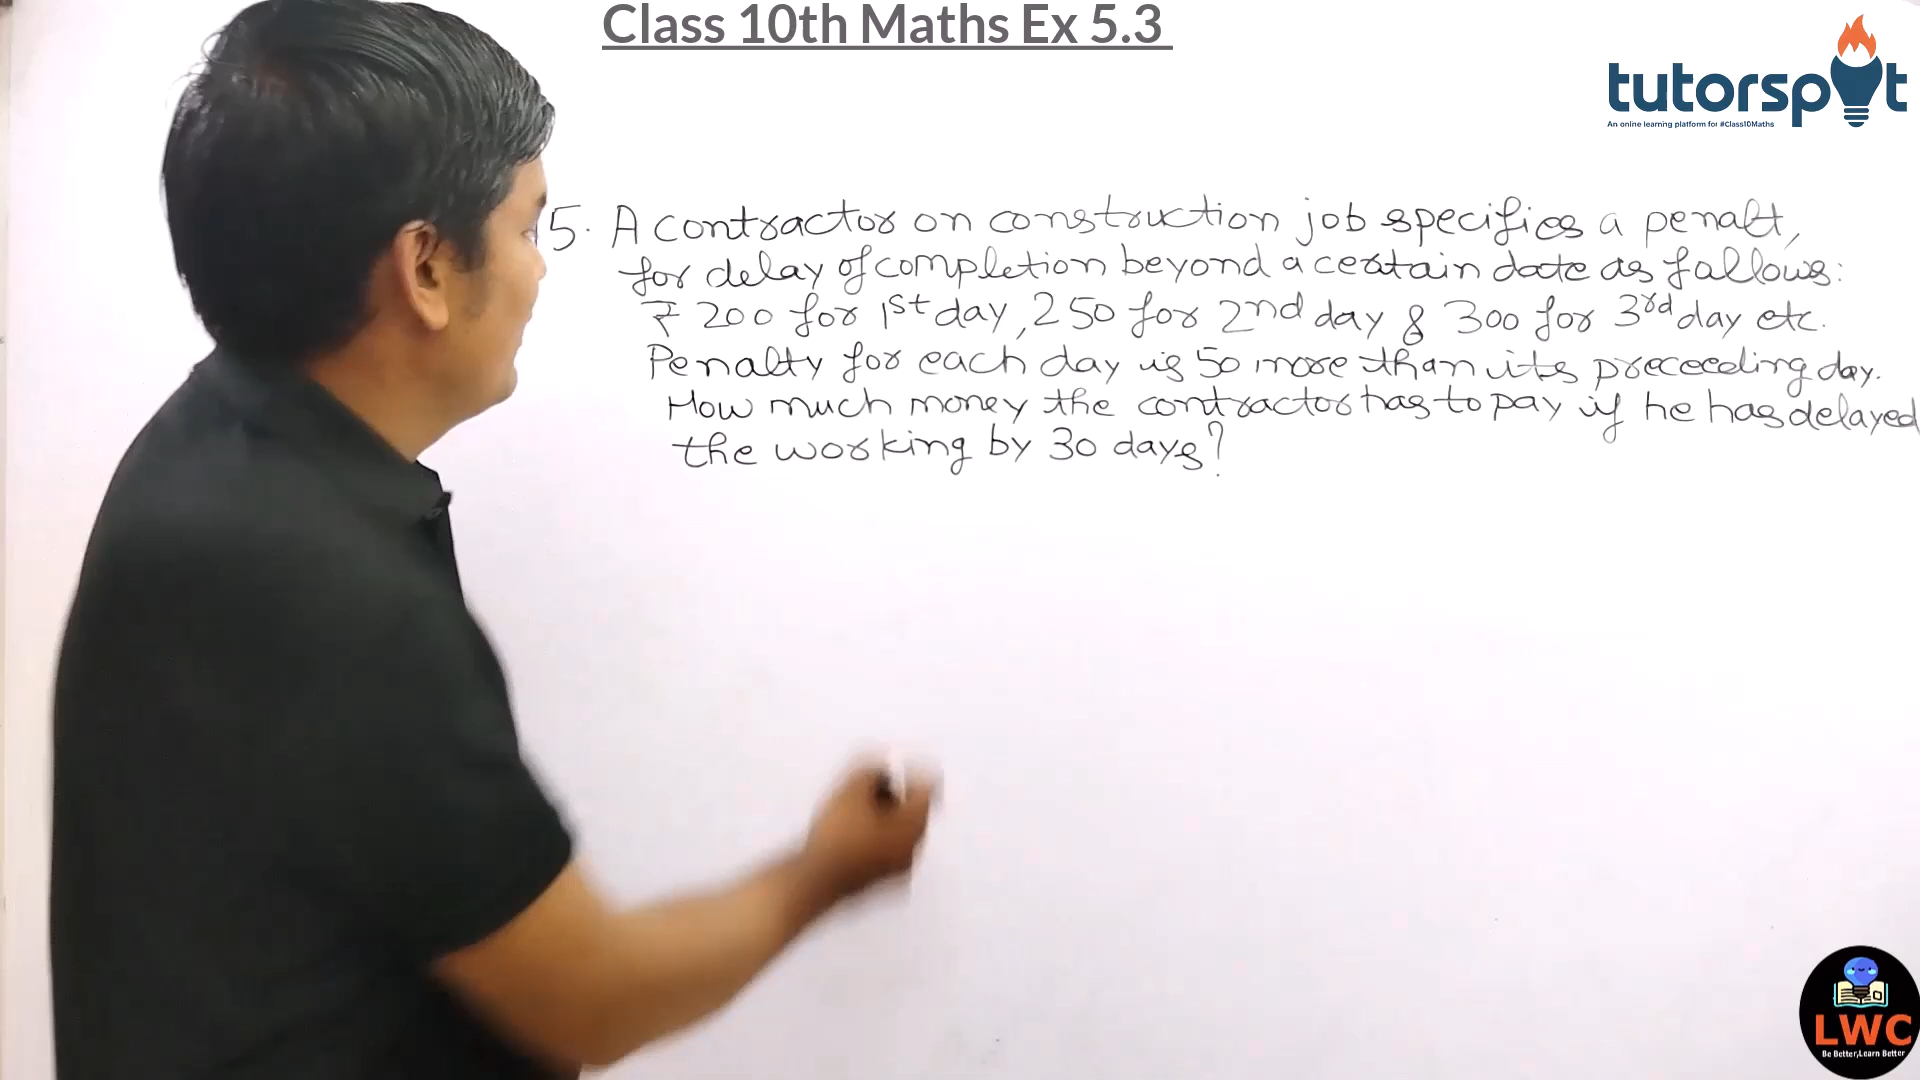 Class 10th Maths Ex 5.3
tutorspot
An online learning platform for #Class10Maths
5. A contractor on construction job specifies a penalt,
for delay of completion beyond a certain date as follows:
₹ 200 for 1st day, 250 for 2nd day & 300 for 3rd day etc.
Penalty for each day is 50 more than its preceeding day.
How much money the contractor has to pay if he has delayed
the working by 30 days?
LWC
Be Better,Learn Better